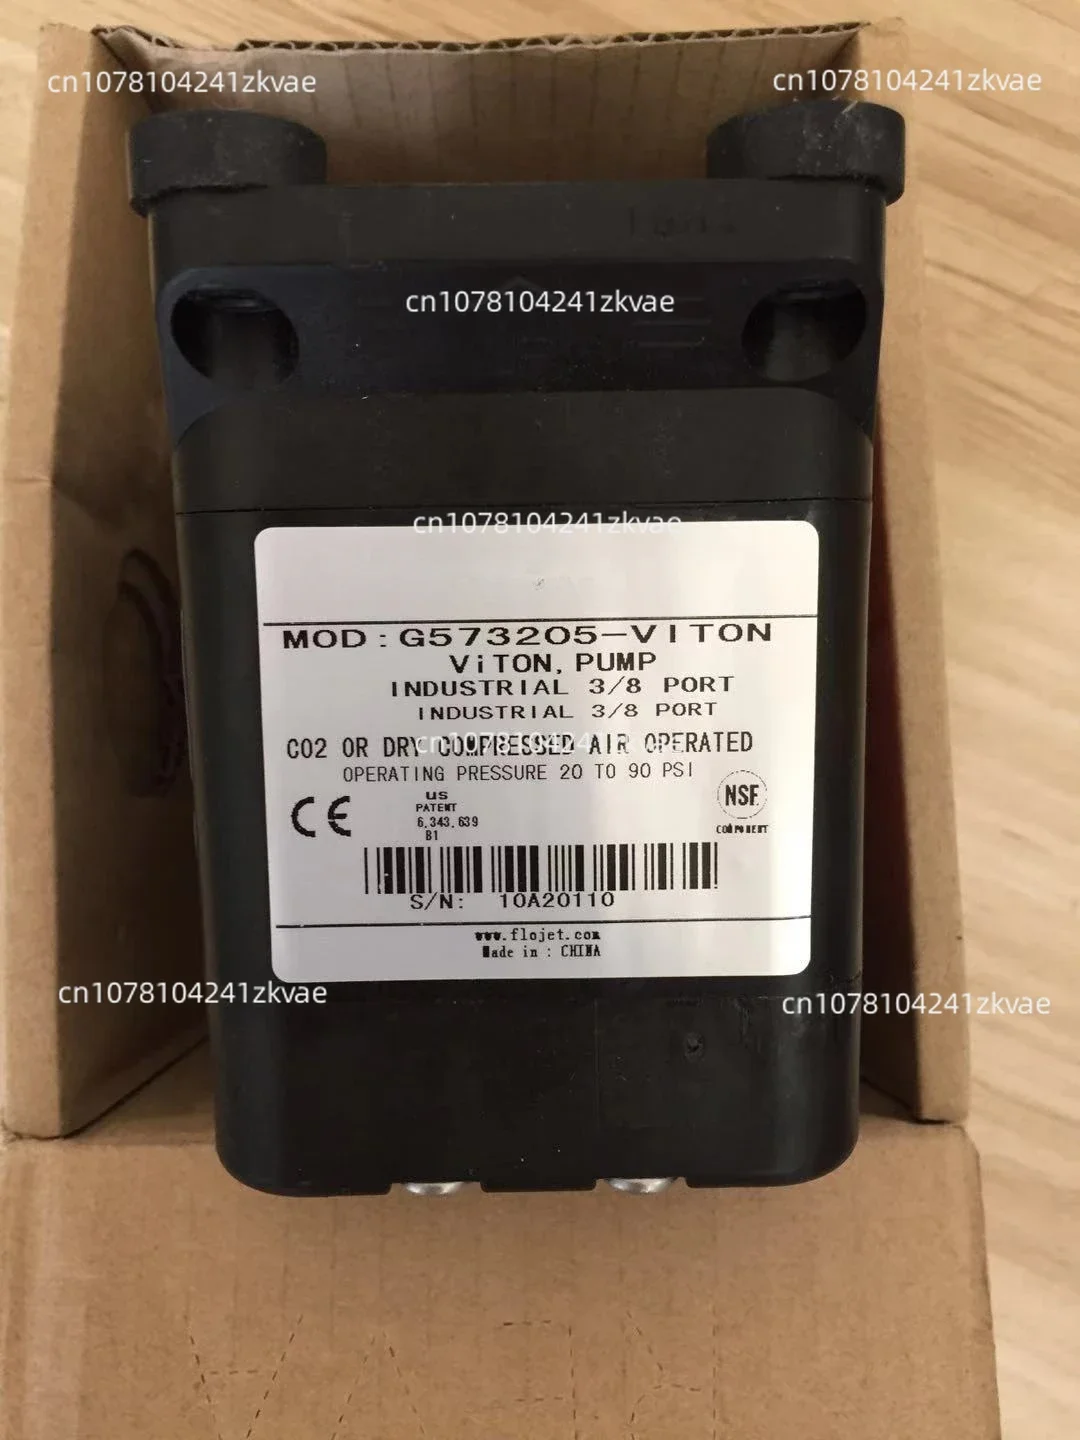 cn1078104241zkvae
cn1078104241zkvae
cn1078104241zkvae
cn1078104241zkvae
MOD:G573205-VITON
ViTON, PUMP
INDUSTRIAL 3/8 PORT
INDUSTRIAL 3/8 PORT
CO2 OR DRY COMPRESSED AIR OPERATED
cn1078104241zkvae
OPERATING PRESSURE 20 TO 90 PSI
CE
US
PATENT
6,343,639
B1
NSF
COMPONENT
S/N: 10A20110
www.flojet.com
Made in : CHINA
cn1078104241zkvae
cn1078104241zkvae